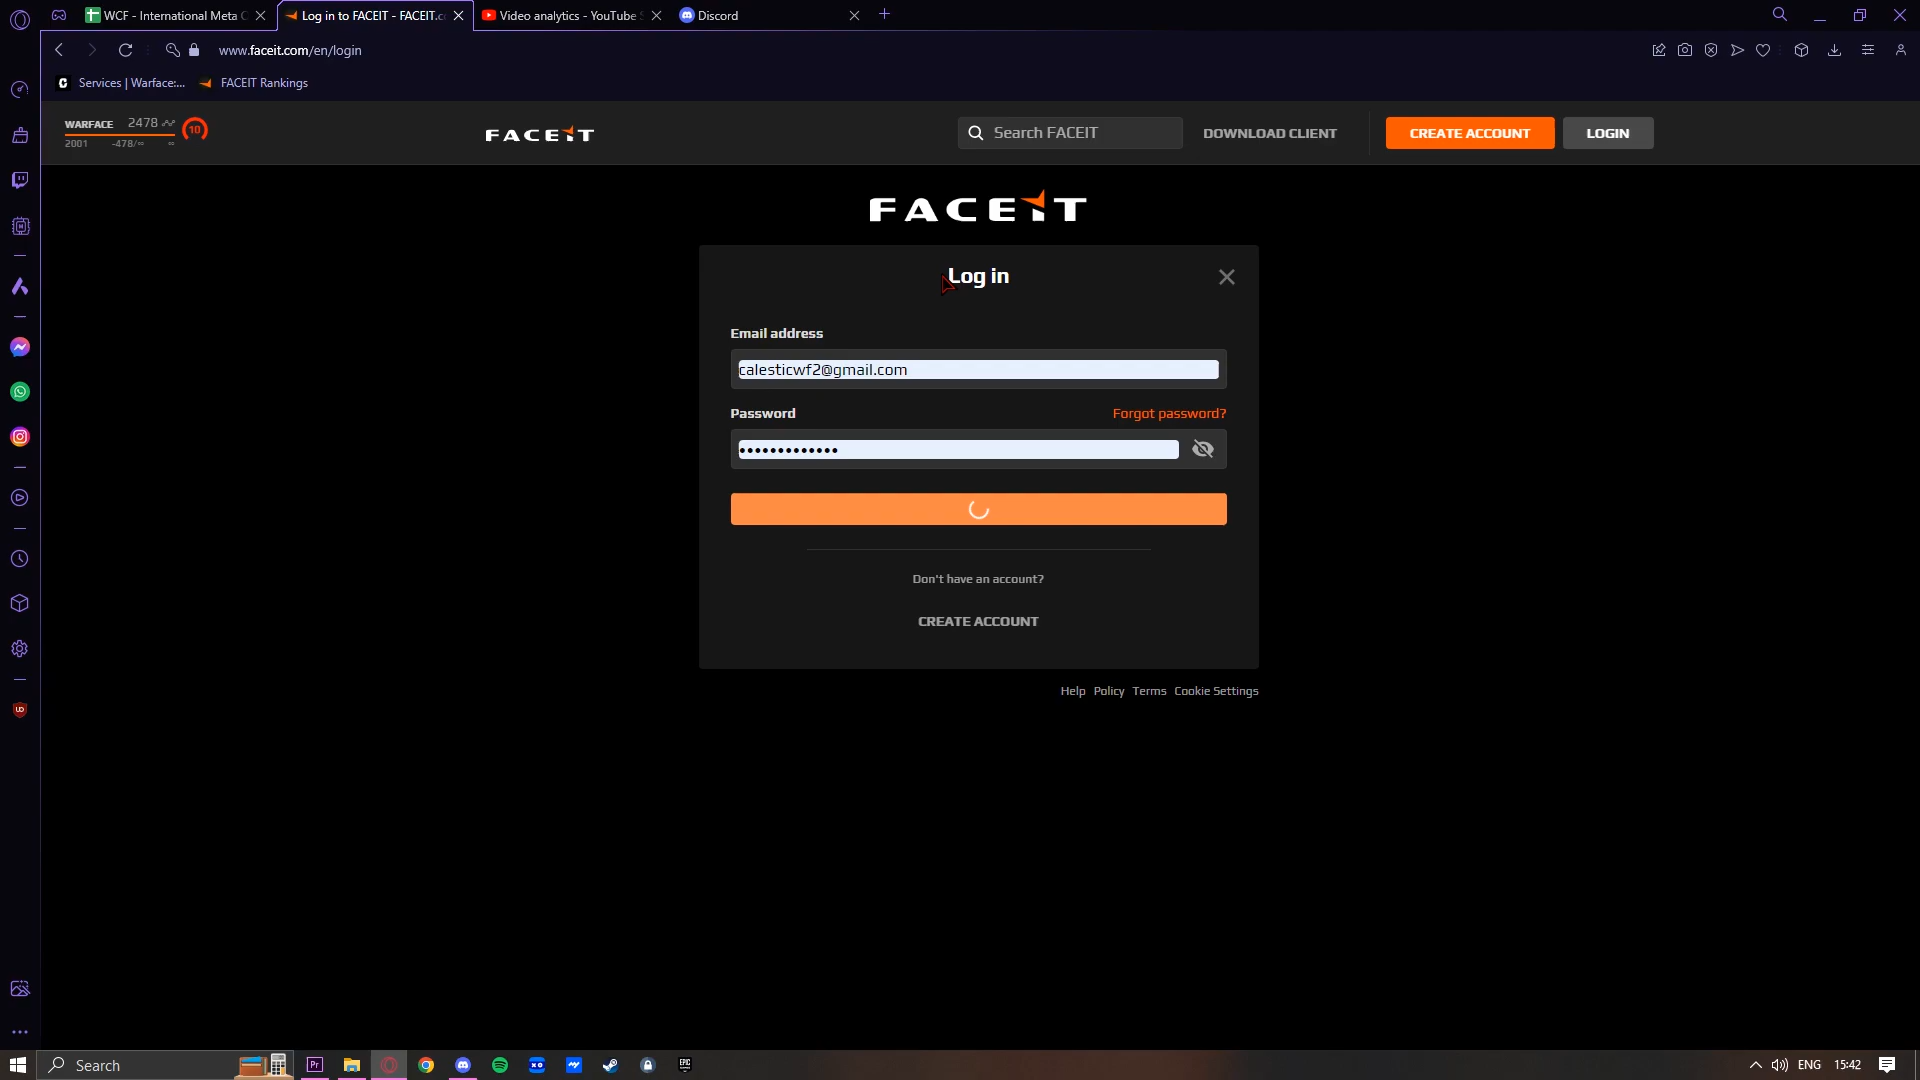 WCF - International Meta C
Log in to FACEIT - FACEIT.c
Video analytics - YouTube S
Discord
www.faceit.com/en/login
Services | Warface:...
FACEIT Rankings
WARFACE 2478
10
2001 -478/∞ ∞
FACEIT
Search FACEIT
DOWNLOAD CLIENT
CREATE ACCOUNT
LOGIN
FACEIT
Log in
Email address
calesticwf2@gmail.com
Password
Forgot password?
•••••••••••••
Don't have an account?
CREATE ACCOUNT
Help Policy Terms Cookie Settings
Search
Pr
EPIC
ENG
15:42